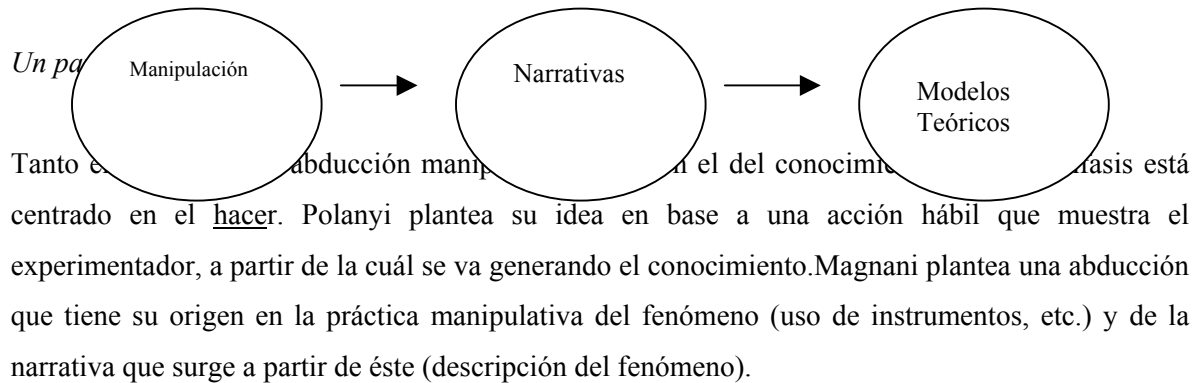 Un pa
Manipulación
Narrativas
Modelos
Teóricos
Tanto e abducción manip n el del conocimie fasis está
centrado en el hacer. Polanyi plantea su idea en base a una acción hábil que muestra el
experimentador, a partir de la cuál se va generando el conocimiento.Magnani plantea una abducción
que tiene su origen en la práctica manipulativa del fenómeno (uso de instrumentos, etc.) y de la
narrativa que surge a partir de éste (descripción del fenómeno).